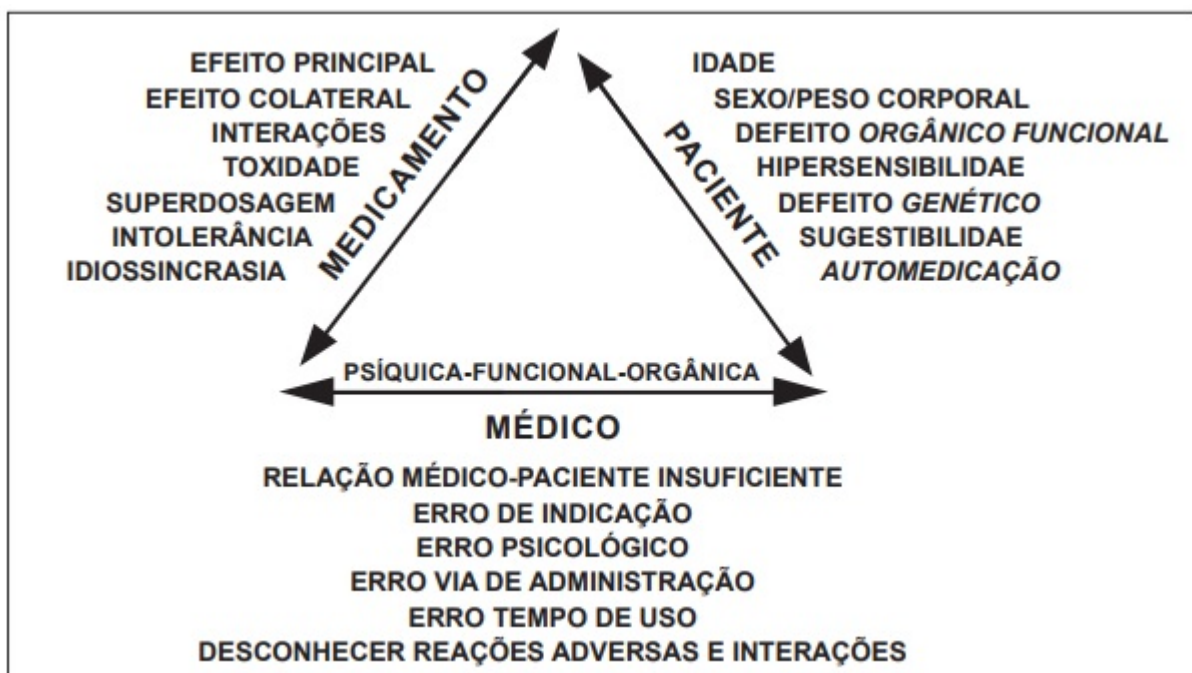 EFEITO PRINCIPAL
EFEITO COLATERAL
INTERAÇÕES
TOXIDADE
SUPERDOSAGEM
INTOLERÂNCIA
IDIOSSINCRASIA
MEDICAMENTO
IDADE
SEXO/PESO CORPORAL
DEFEITO ORGÂNICO FUNCIONAL
HIPERSENSIBILIDAE
DEFEITO GENÉTICO
SUGESTIBILIDAE
AUTOMEDICAÇÃO
PACIENTE
PSÍQUICA-FUNCIONAL-ORGÂNICA
MÉDICO
RELAÇÃO MÉDICO-PACIENTE INSUFICIENTE
ERRO DE INDICAÇÃO
ERRO PSICOLÓGICO
ERRO VIA DE ADMINISTRAÇÃO
ERRO TEMPO DE USO
DESCONHECER REAÇÕES ADVERSAS E INTERAÇÕES